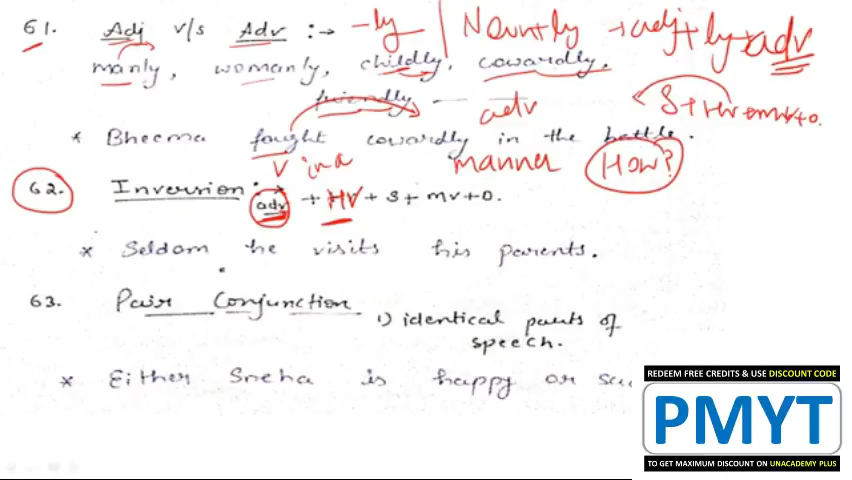 61. Adj v/s Adv :→ -ly | Noun+ly → adj + ly → adv
manly, womanly, childly, cowardly,
friendly
adv S + HV + mv + o.
* Bheema fought cowardly in the battle.
V in a manner How?
62. Inversion :→ adv + HV + S + mv + O.
* Seldom he visits his parents.
63. Pair Conjunction
1) identical parts of
speech.
* Either Sneha is happy or
REDEEM FREE CREDITS & USE DISCOUNT CODE
PMYT
TO GET MAXIMUM DISCOUNT ON UNACADEMY PLUS